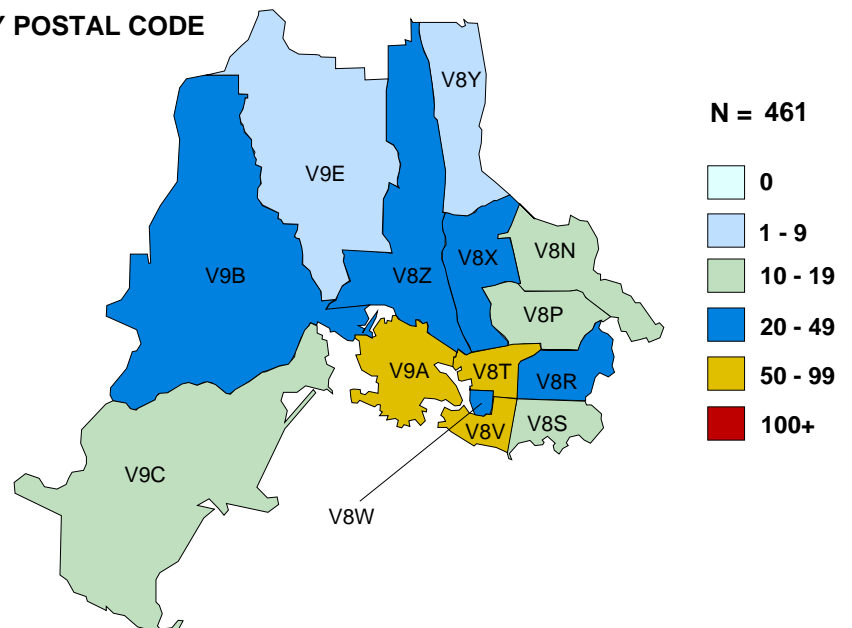 Y POSTAL CODE
V8Y
N = 461
V9E
0
1 - 9
V8N
V9B
V8Z
V8X
10 - 19
V8P
20 - 49
V9A
V8T
V8R
50 - 99
V8V
V8S
100+
V9C
V8W